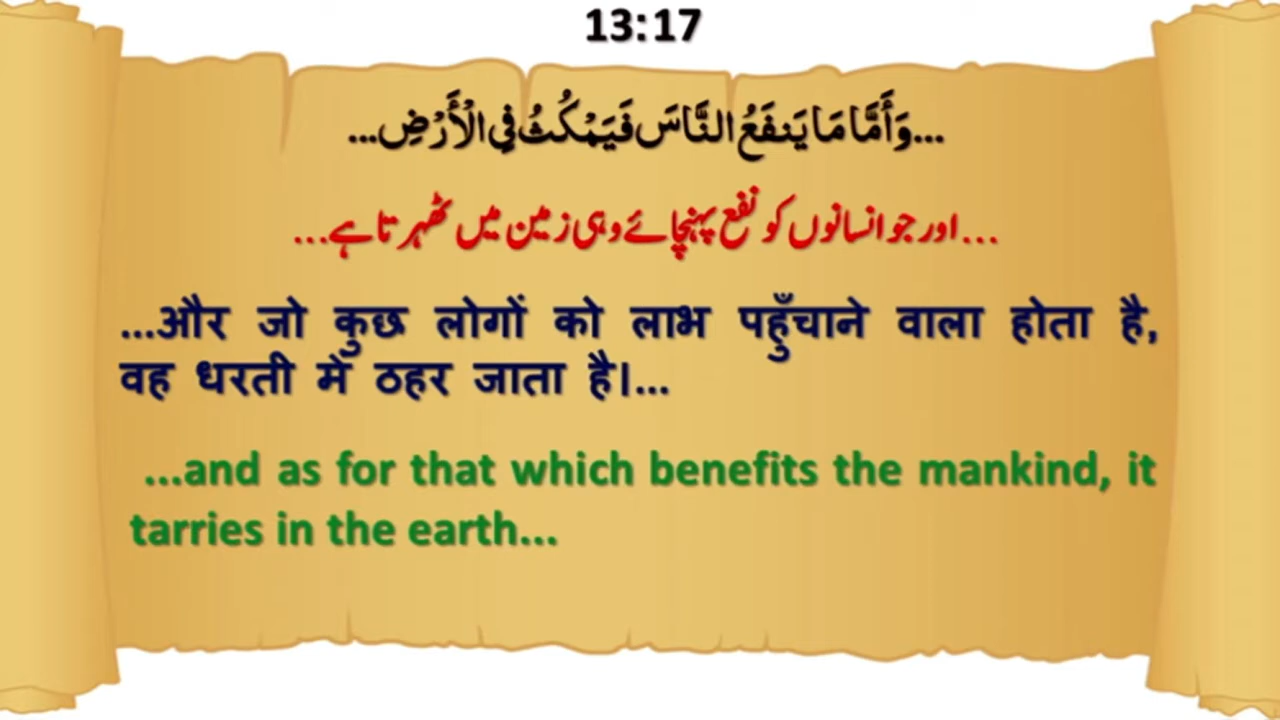 13:17
...وَأَمَّا مَا يَنفَعُ النَّاسَ فَيَمْكُثُ فِي الْأَرْضِ...
...اور جو انسانوں کو نفع پہنچائے وہی زمین میں ٹھہرتا ہے...
...और जो कुछ लोगों को लाभ पहुँचाने वाला होता है,
वह धरती में ठहर जाता है।...
...and as for that which benefits the mankind, it
tarries in the earth...